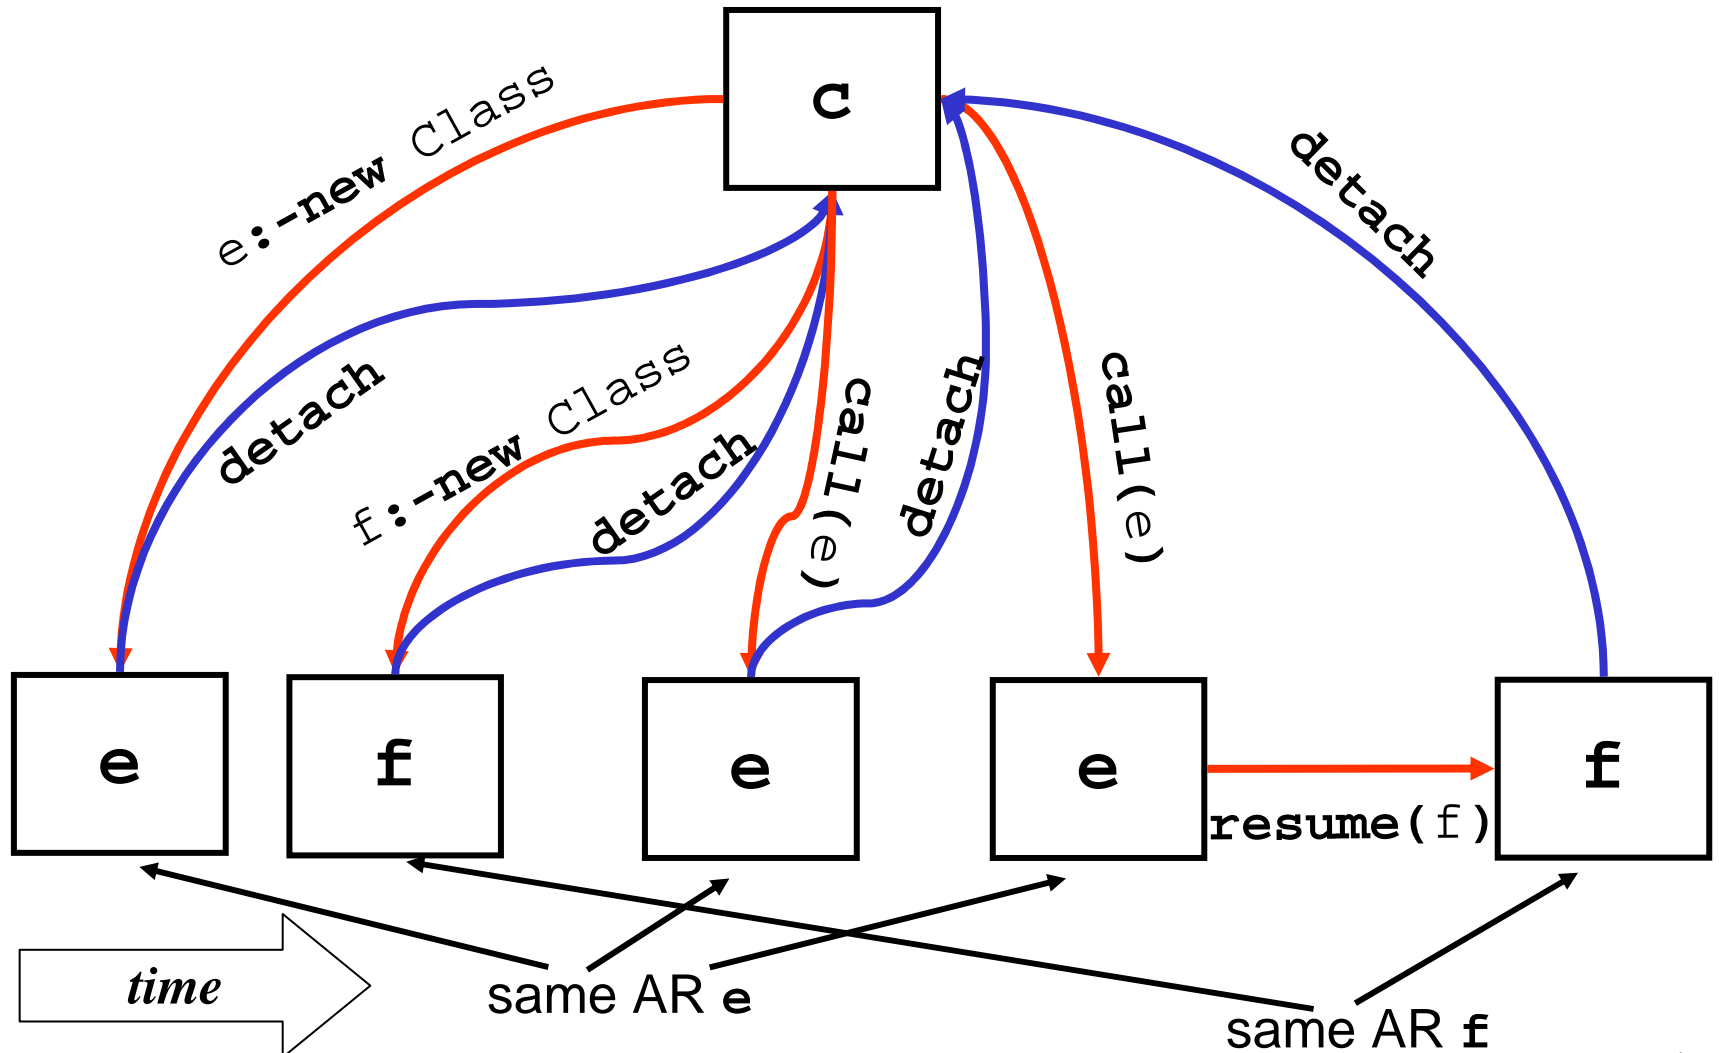 c
e:-new Class
detach
f:-new Class
detach
call(e)
detach
call(e)
detach
e
f
e
e
resume(f)
f
time
same AR e
same AR f